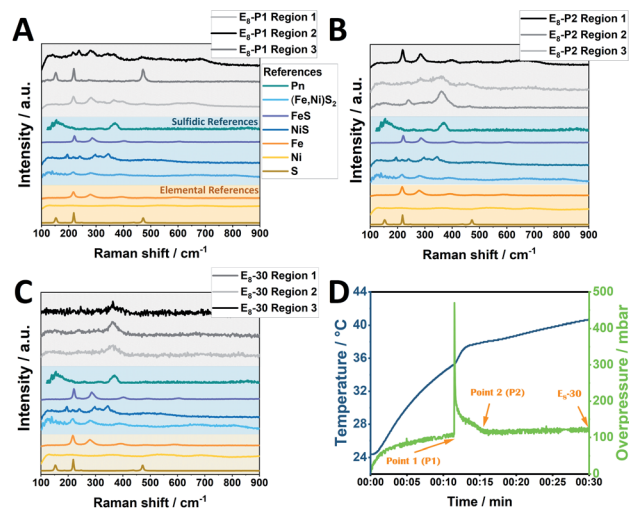 A
E8-P1 Region 1
E8-P1 Region 2
E8-P1 Region 3
References
Pn
(Fe,Ni)S2
FeS
NiS
Fe
Ni
S
Sulfidic References
Elemental References
Intensity / a.u.
100 200 300 400 500 600 700 800 900
Raman shift / cm-1
B
E8-P2 Region 1
E8-P2 Region 2
E8-P2 Region 3
Intensity / a.u.
100 200 300 400 500 600 700 800 900
Raman shift / cm-1
C
E8-30 Region 1
E8-30 Region 2
E8-30 Region 3
Intensity / a.u.
100 200 300 400 500 600 700 800 900
Raman shift / cm-1
D
44
40
36
32
28
24
Temperature / °C
500
400
300
200
100
0
Overpressure / mbar
Point 1 (P1)
Point 2 (P2)
E8-30
00:00 00:05 00:10 00:15 00:20 00:25 00:30
Time / min